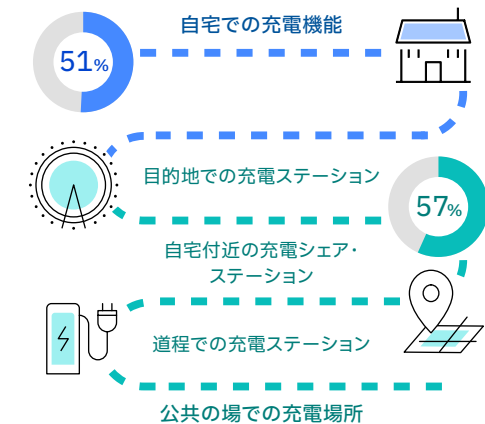 自宅での充電機能
51%
目的地での充電ステーション
57%
自宅付近の充電シェア・
ステーション
道程での充電ステーション
公共の場での充電場所